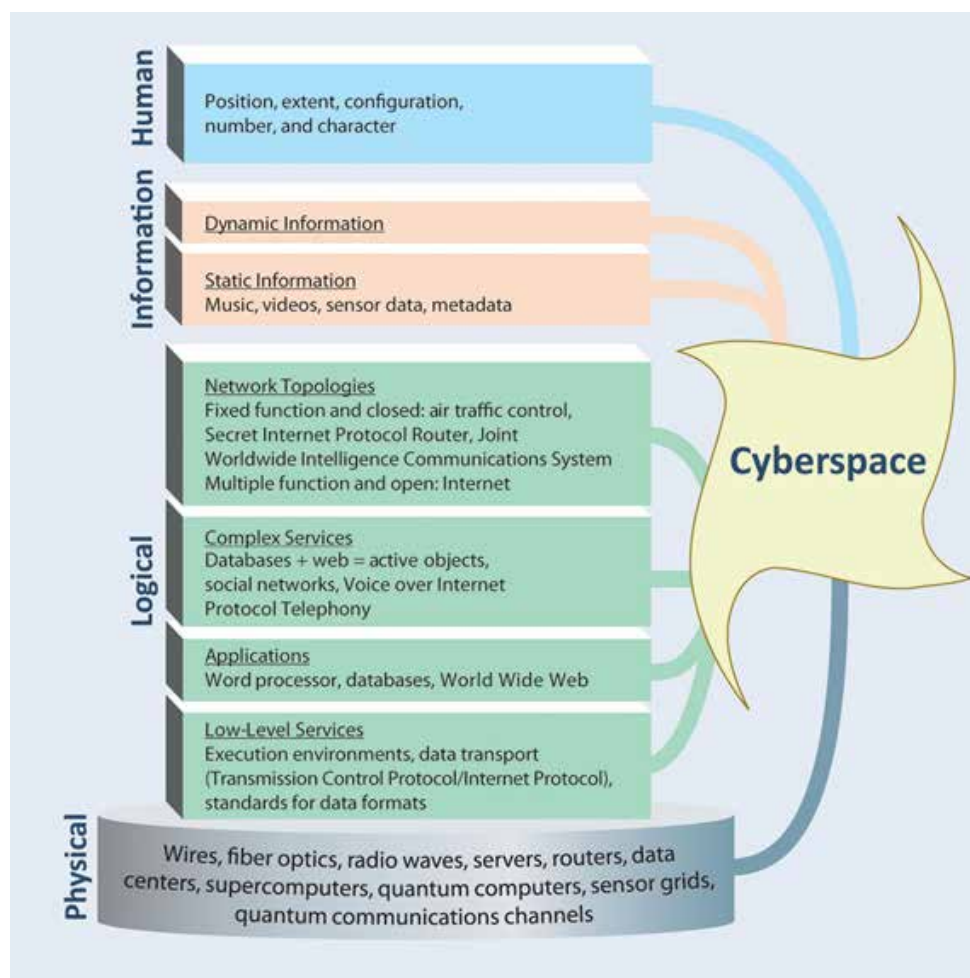 Human
Position, extent, configuration,
number, and character
Information
Dynamic Information
Static Information
Music, videos, sensor data, metadata
Logical
Network Topologies
Fixed function and closed: air traffic control,
Secret Internet Protocol Router, Joint
Worldwide Intelligence Communications System
Multiple function and open: Internet
Complex Services
Databases + web = active objects,
social networks, Voice over Internet
Protocol Telephony
Applications
Word processor, databases, World Wide Web
Low-Level Services
Execution environments, data transport
(Transmission Control Protocol/Internet Protocol),
standards for data formats
Physical
Wires, fiber optics, radio waves, servers, routers, data
centers, supercomputers, quantum computers, sensor grids,
quantum communications channels
Cyberspace